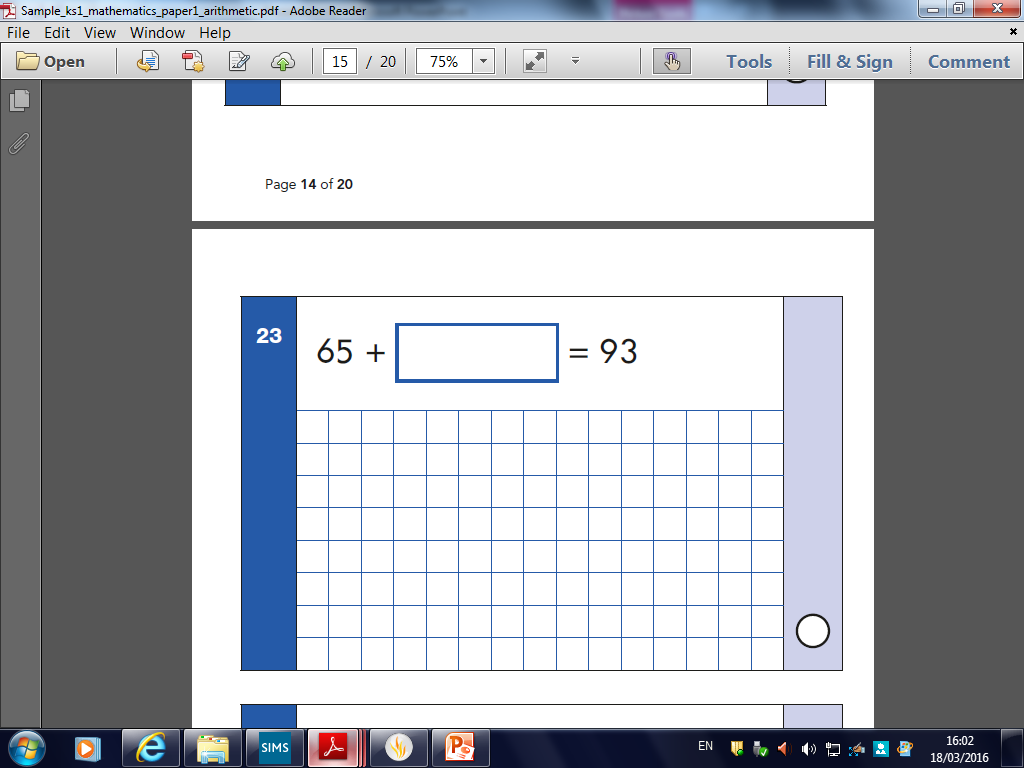 Sample_ks1_mathematics_paper1_arithmetic.pdf - Adobe Reader
File Edit View Window Help
Open 15 / 20 75% Tools Fill & Sign Comment
Page 14 of 20
23
65 + = 93
SIMS EN 16:02
18/03/2016